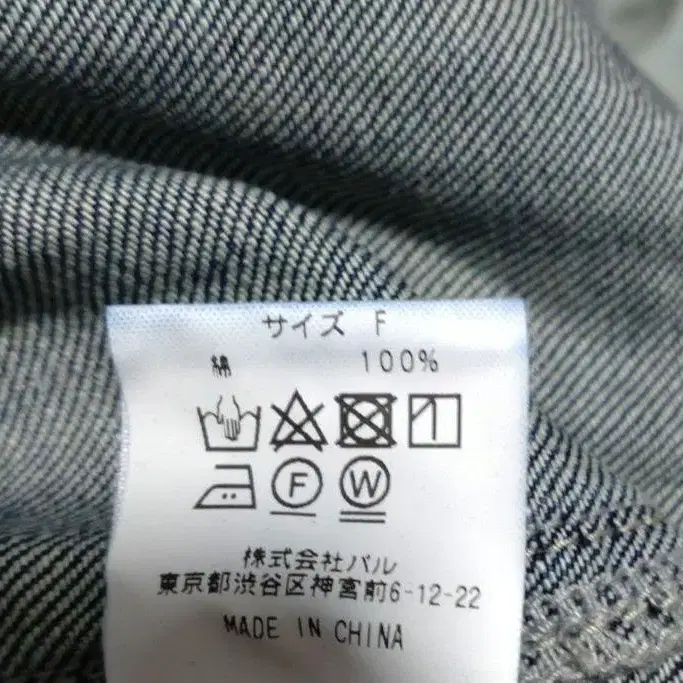 サイズ F
綿 100%
F W
株式会社パル
東京都渋谷区神宮前6-12-22
MADE IN CHINA